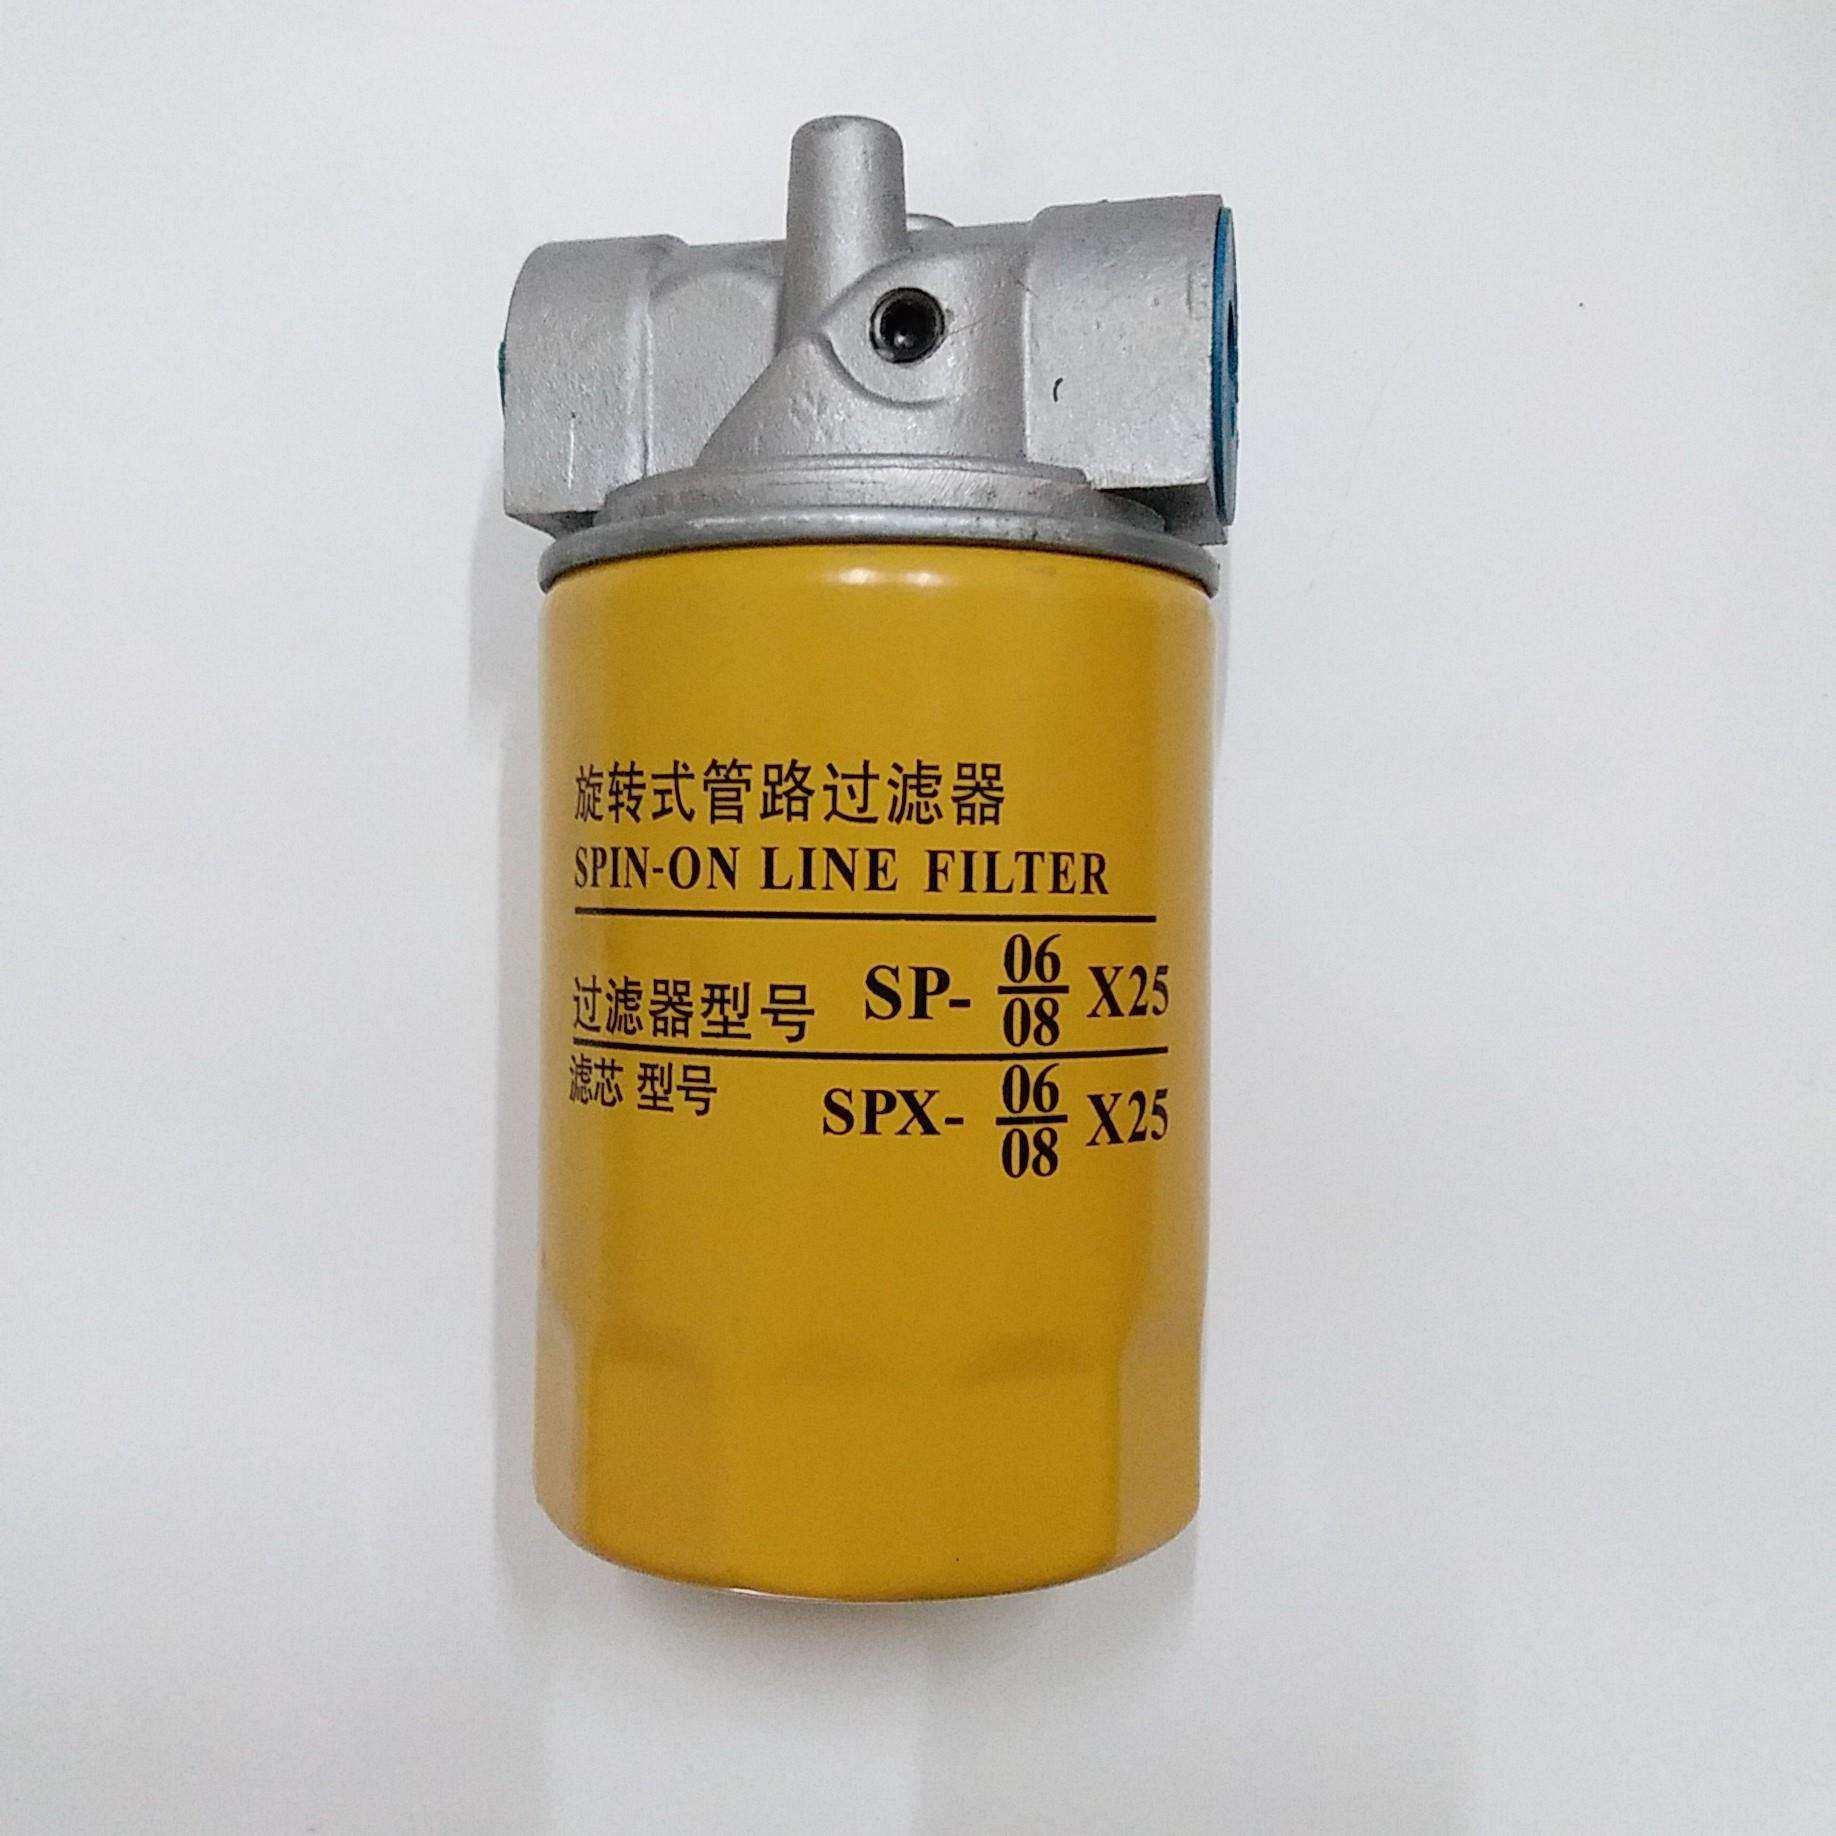 旋转式管路过滤器
SPIN-ON LINE FILTER
过滤器型号 SP- 06/08 X25
滤芯 型号 SPX- 06/08 X25